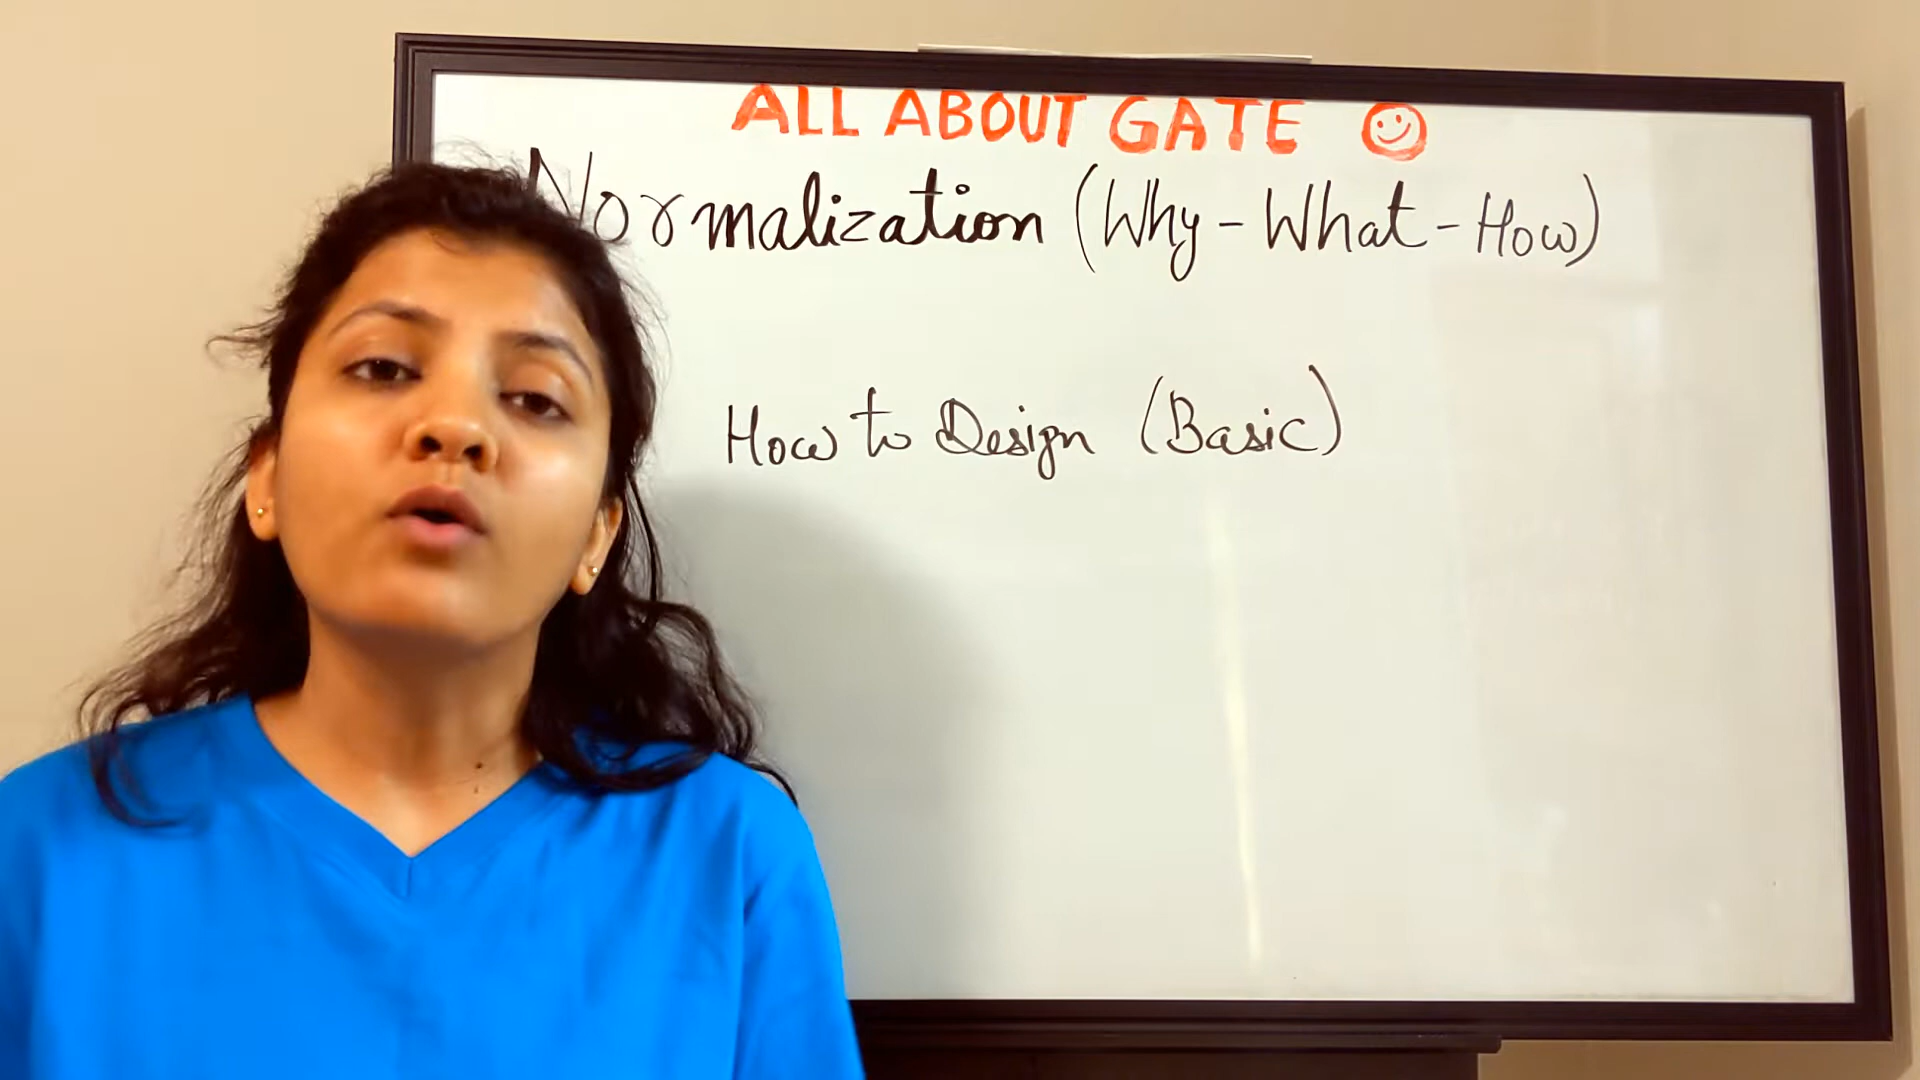 ALL ABOUT GATE
Normalization (Why - What - How)
How to Design (Basic)